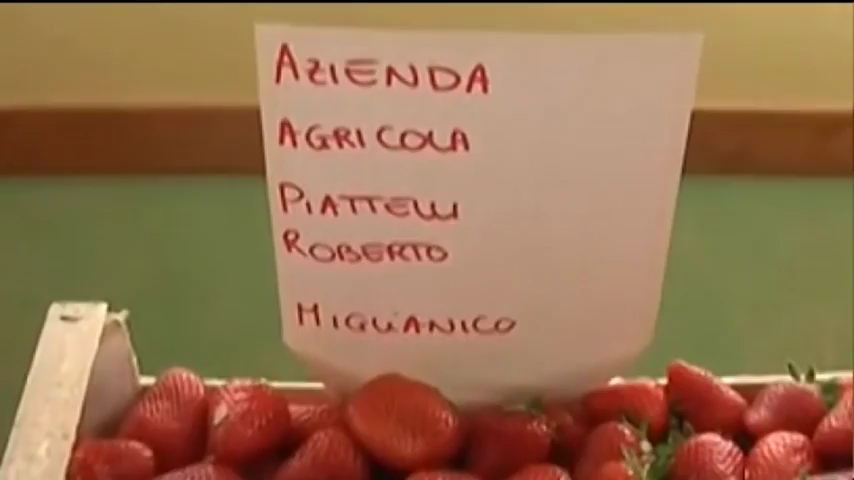 AZIENDA
AGRICOLA
PIATTELLI
ROBERTO
MIGLIANICO